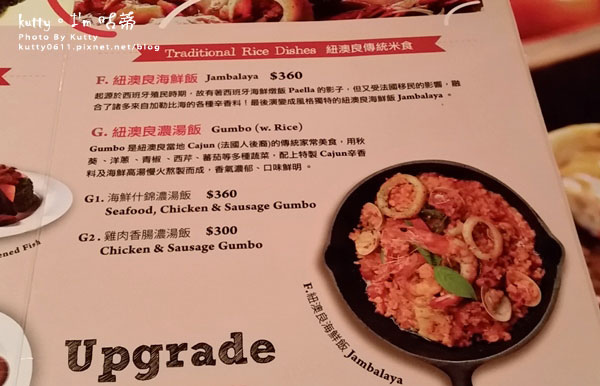 kutty。I'm 咕蒂
Photo By Kutty
kutty0611.pixnet.net/blog
Traditional Rice Dishes 紐澳良傳統米食
F. 紐澳良海鮮飯 Jambalaya $360
起源於西班牙殖民時期，故有著西班牙海鮮燉飯 Paella 的影子，但又受法國移民的影響，融
合了諸多來自加勒比海的各種辛香料！最後演變成風格獨特的紐澳良海鮮飯 Jambalaya 。
G. 紐澳良濃湯飯 Gumbo (w. Rice)
Gumbo 是紐澳良當地 Cajun (法國人後裔)的傳統家常美食，用秋
葵 、洋蔥 、青椒 、西芹、蕃茄等多種蔬菜，配上特製 Cajun辛香
料及海鮮高湯慢火熬製而成，香氣濃郁、口味鮮明 。
G1. 海鮮什錦濃湯飯 $360
Seafood, Chicken & Sausage Gumbo
G2. 雞肉香腸濃湯飯 $300
Chicken & Sausage Gumbo
ened Fish
F.紐澳良海鮮飯 Jambalaya
Upgrade